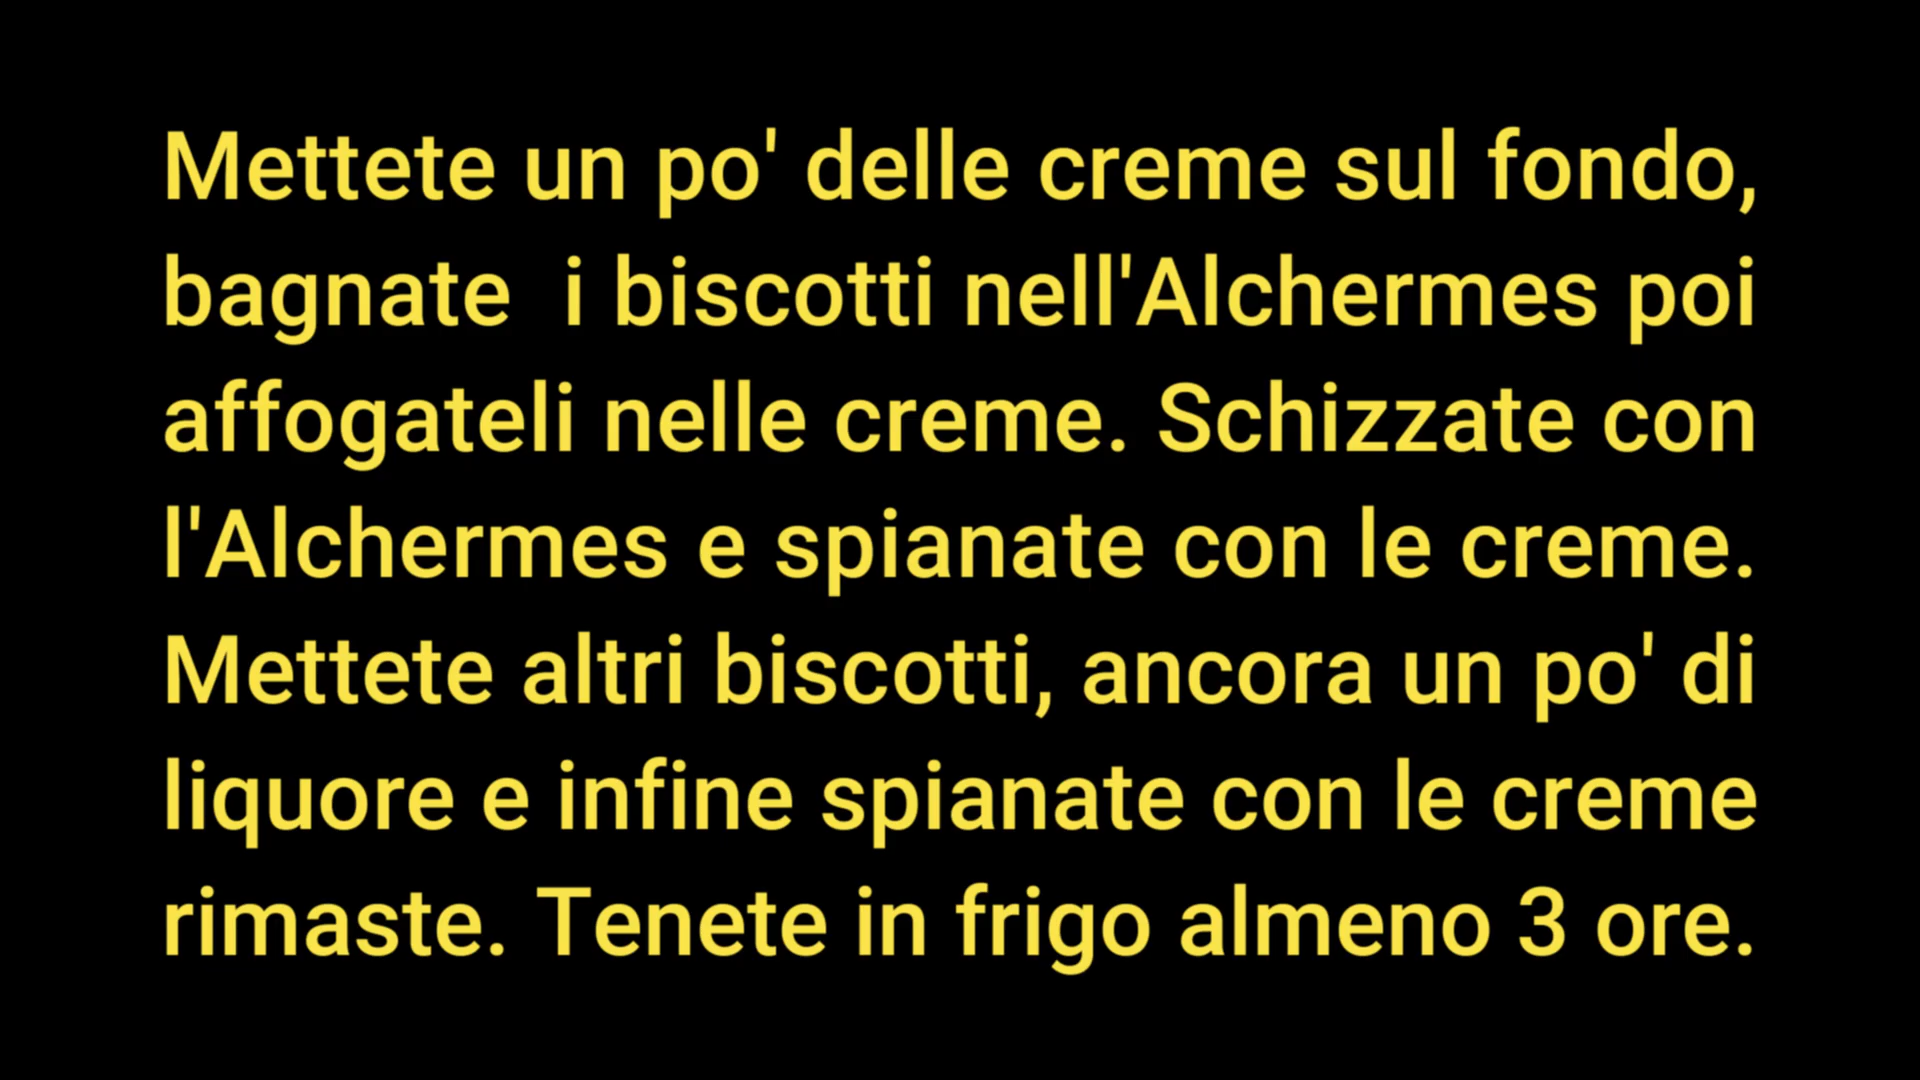 Mettete un po' delle creme sul fondo,
bagnate  i biscotti nell'Alchermes poi
affogateli nelle creme. Schizzate con
l'Alchermes e spianate con le creme.
Mettete altri biscotti, ancora un po' di
liquore e infine spianate con le creme
rimaste. Tenete in frigo almeno 3 ore.